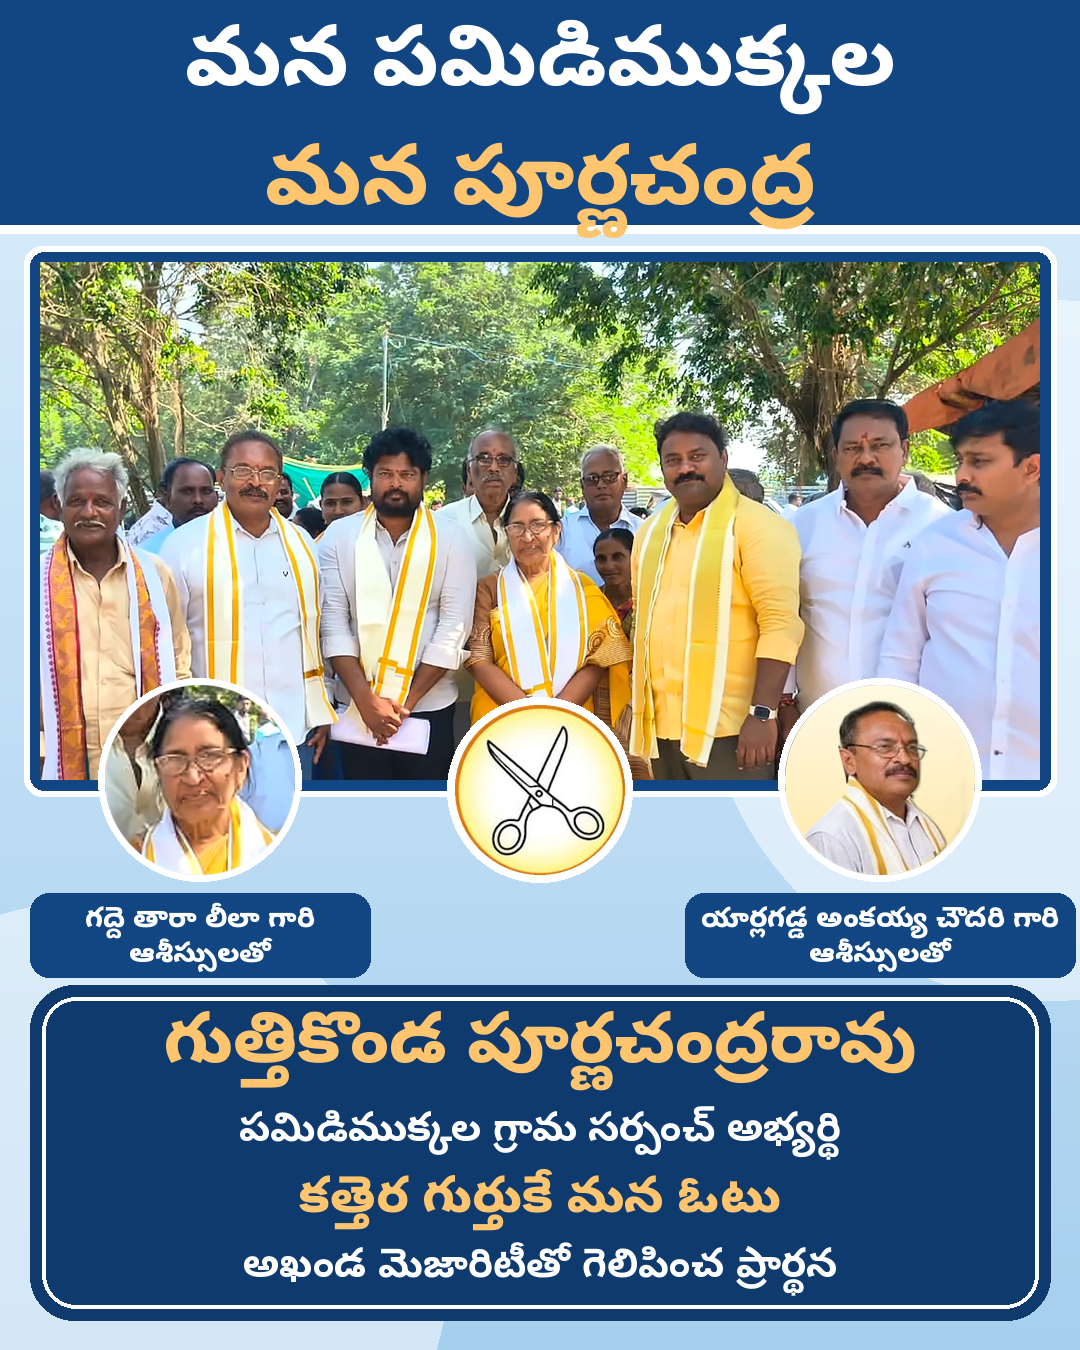 మన పమిడిముక్కల
మన పూర్ణచంద్ర
గద్దె తారా లీలా గారి
ఆశీస్సులతో
యార్లగడ్డ అంకయ్య చౌదరి గారి
ఆశీస్సులతో
గుత్తికొండ పూర్ణచంద్రరావు
పమిడిముక్కల గ్రామ సర్పంచ్ అభ్యర్థి
కత్తెర గుర్తుకే మన ఓటు
అఖండ మెజారిటీతో గెలిపించ ప్రార్థన